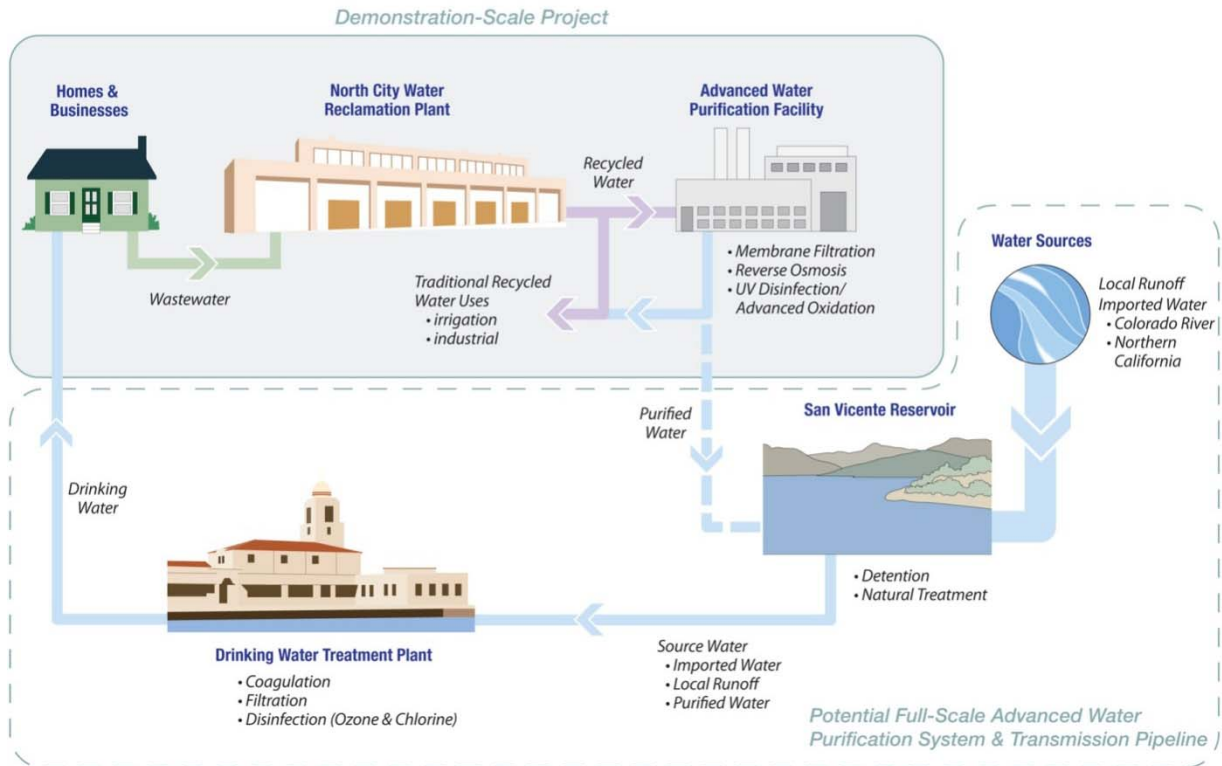 Demonstration-Scale Project
Homes &
Businesses
North City Water
Reclamation Plant
Advanced Water
Purification Facility
Recycled
Water
Wastewater
Traditional Recycled
Water Uses
• irrigation
• industrial
• Membrane Filtration
• Reverse Osmosis
• UV Disinfection/
Advanced Oxidation
Water Sources
Local Runoff
Imported Water
• Colorado River
• Northern
California
Purified
Water
San Vicente Reservoir
Drinking
Water
• Detention
• Natural Treatment
Drinking Water Treatment Plant
• Coagulation
• Filtration
• Disinfection (Ozone & Chlorine)
Source Water
• Imported Water
• Local Runoff
• Purified Water
Potential Full-Scale Advanced Water
Purification System & Transmission Pipeline